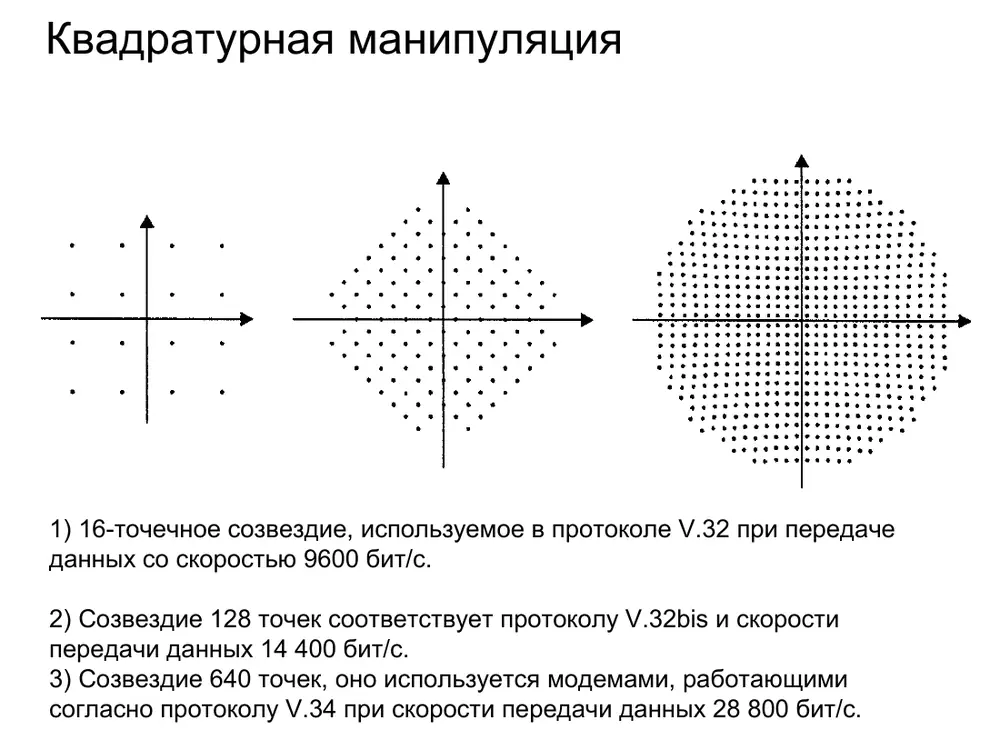 Квадратурная манипуляция
1) 16-точечное созвездие, используемое в протоколе V.32 при передаче
данных со скоростью 9600 бит/с.
2) Созвездие 128 точек соответствует протоколу V.32bis и скорости
передачи данных 14 400 бит/с.
3) Созвездие 640 точек, оно используется модемами, работающими
согласно протоколу V.34 при скорости передачи данных 28 800 бит/с.